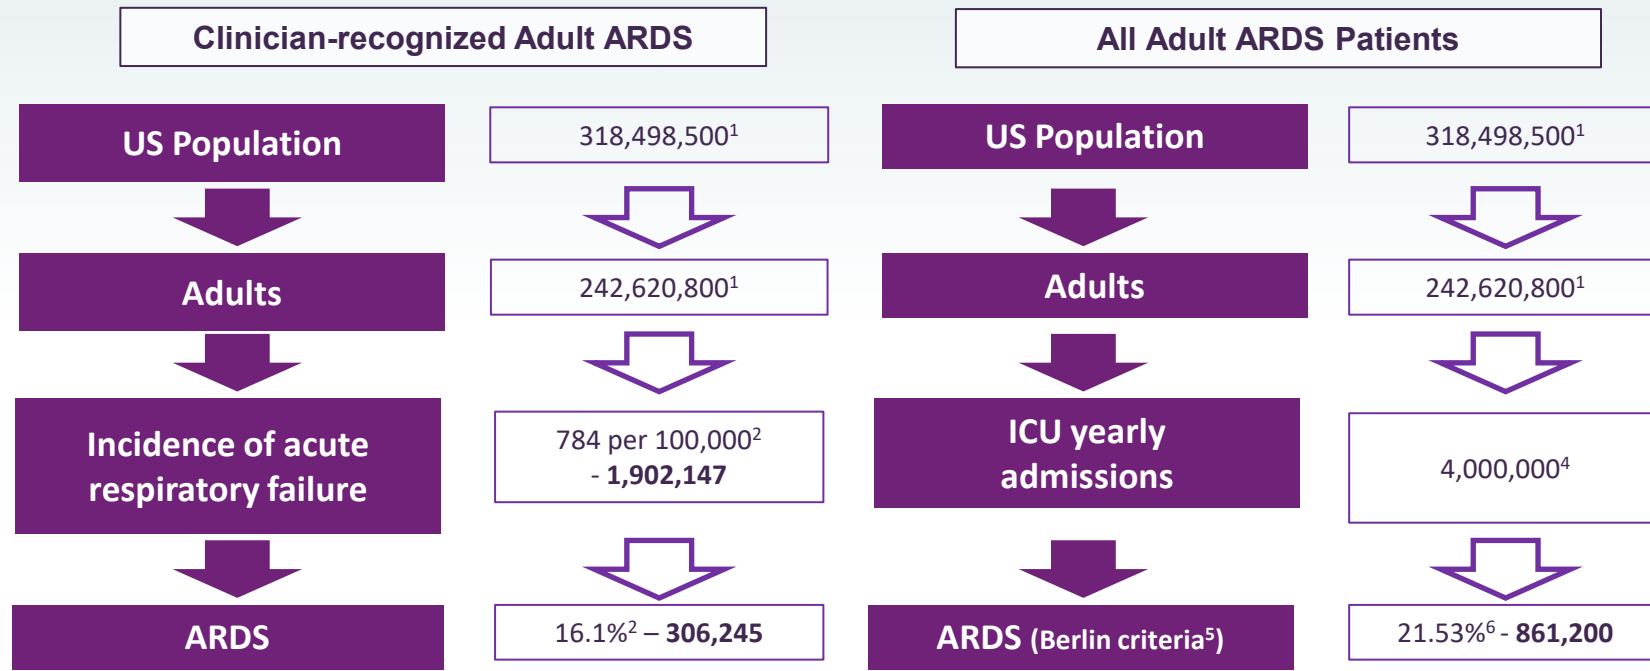 Clinician-recognized Adult ARDS
US Population
318,498,500¹
Adults
242,620,800¹
Incidence of acute
respiratory failure
784 per 100,000²
- 1,902,147
ARDS
16.1%² – 306,245
All Adult ARDS Patients
US Population
318,498,500¹
Adults
242,620,800¹
ICU yearly
admissions
4,000,000⁴
ARDS (Berlin criteria⁵)
21.53%⁶ - 861,200